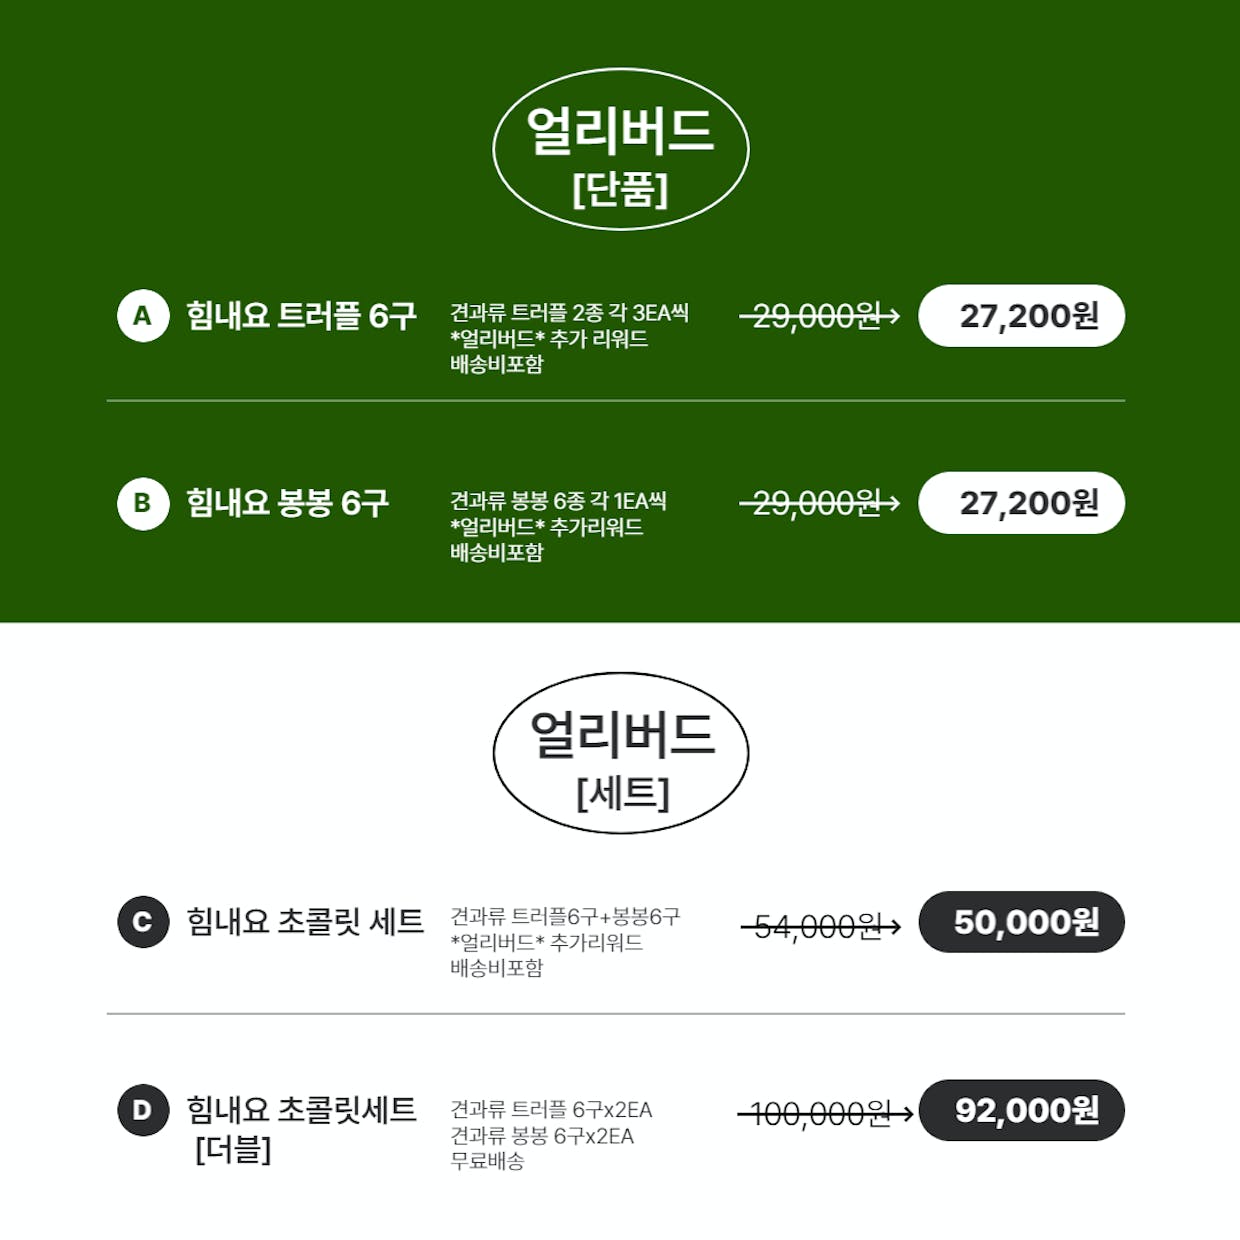 얼리버드
[단품]
A 힘내요 트러플 6구 견과류 트러플 2종 각 3EA씩 29,000원→ 27,200원
*얼리버드* 추가 리워드
배송비포함
B 힘내요 봉봉 6구 견과류 봉봉 6종 각 1EA씩 29,000원→ 27,200원
*얼리버드* 추가리워드
배송비포함
얼리버드
[세트]
C 힘내요 초콜릿 세트 견과류 트러플6구+봉봉6구 54,000원→ 50,000원
*얼리버드* 추가리워드
배송비포함
D 힘내요 초콜릿세트 견과류 트러플 6구x2EA 100,000원→ 92,000원
[더블] 견과류 봉봉 6구x2EA
무료배송